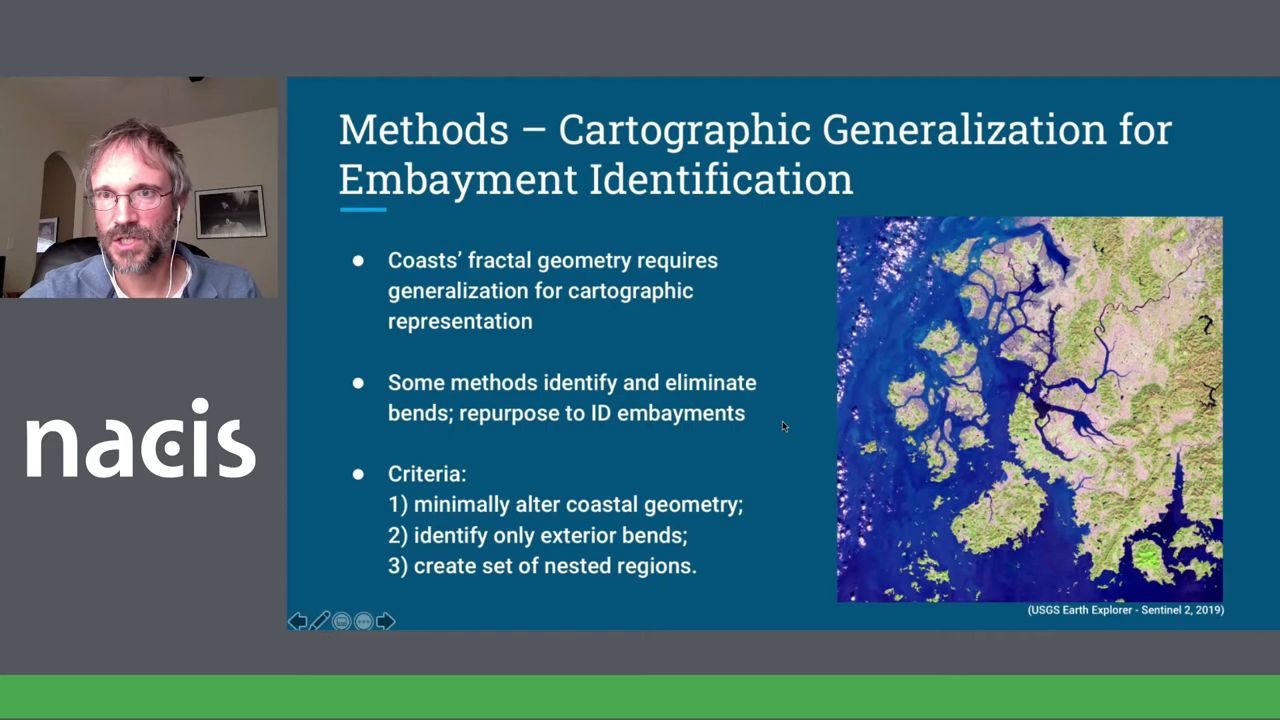 Methods – Cartographic Generalization for
Embayment Identification
Coasts’ fractal geometry requires
generalization for cartographic
representation
Some methods identify and eliminate
bends; repurpose to ID embayments
Criteria:
1) minimally alter coastal geometry;
2) identify only exterior bends;
3) create set of nested regions.
(USGS Earth Explorer - Sentinel 2, 2019)
nacis